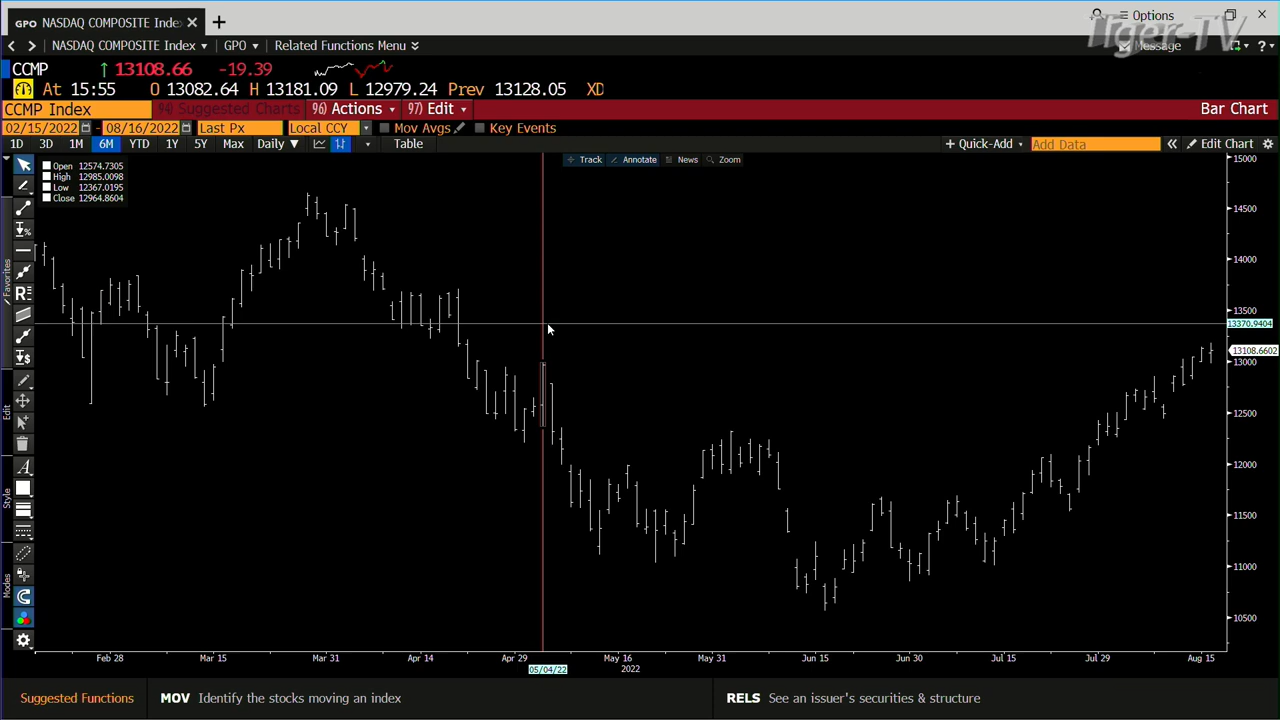 GPO NASDAQ COMPOSITE Inde
Options
NASDAQ COMPOSITE Index GPO Related Functions Menu
Message
Tiger-TV
CCMP 13108.66 -19.39
At 15:55 O 13082.64 H 13181.09 L 12979.24 Prev 13128.05 XD
CCMP Index 94) Suggested Charts 96) Actions 97) Edit Bar Chart
02/15/2022 08/16/2022 Last Px Local CCY Mov Avgs Key Events
1D 3D 1M 6M YTD 1Y 5Y Max Daily Table + Quick-Add Add Data Edit Chart
Track Annotate News Zoom
Open 12574.7305
High 12985.0098
Low 12367.0195
Close 12964.8604
Favorites
Edit
Style
Modes
15000
14500
14000
13500
13370.9404
13108.6602
13000
12500
12000
11500
11000
10500
Feb 28 Mar 15 Mar 31 Apr 14 Apr 29 May 16 May 31 Jun 15 Jun 30 Jul 15 Jul 29 Aug 15
05/04/22 2022
Suggested Functions MOV Identify the stocks moving an index RELS See an issuer's securities & structure